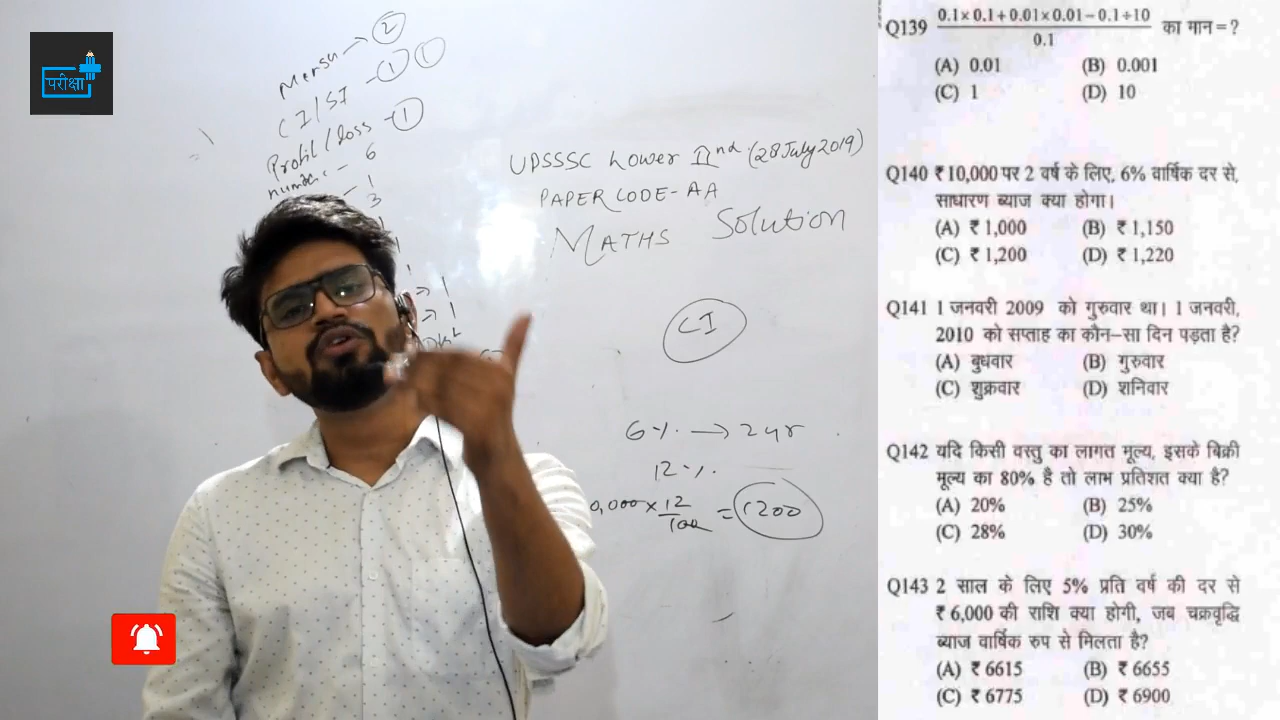 परीक्षा
Mensu → 2
CI/SI - 1 1
Profit/loss - 1
number - 6
- 1
3
→ 1
→ 1
UPSSSC Lower IInd (28 July 2019)
PAPER CODE - AA
MATHS Solution
CI
6% → 2yr
12%
0,000 × 12/100 = 1200
Q139 0.1×0.1+0.01×0.01−0.1÷10 / 0.1 का मान = ?
(A) 0.01 (B) 0.001
(C) 1 (D) 10
Q140 ₹ 10,000 पर 2 वर्ष के लिए, 6% वार्षिक दर से,
साधारण ब्याज क्या होगा।
(A) ₹ 1,000 (B) ₹ 1,150
(C) ₹ 1,200 (D) ₹ 1,220
Q141 1 जनवरी 2009 को गुरुवार था। 1 जनवरी,
2010 को सप्ताह का कौन–सा दिन पड़ता है?
(A) बुधवार (B) गुरुवार
(C) शुक्रवार (D) शनिवार
Q142 यदि किसी वस्तु का लागत मूल्य, इसके बिक्री
मूल्य का 80% है तो लाभ प्रतिशत क्या है?
(A) 20% (B) 25%
(C) 28% (D) 30%
Q143 2 साल के लिए 5% प्रति वर्ष की दर से
₹ 6,000 की राशि क्या होगी, जब चक्रवृद्धि
ब्याज वार्षिक रुप से मिलता है?
(A) ₹ 6615 (B) ₹ 6655
(C) ₹ 6775 (D) ₹ 6900